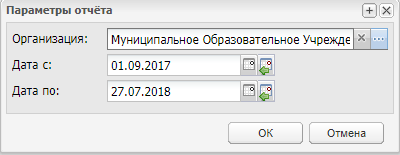 Параметры отчёта
Организация: Муниципальное Образовательное Учрежде
Дата с: 01.09.2017
Дата по: 27.07.2018
ОК Отмена